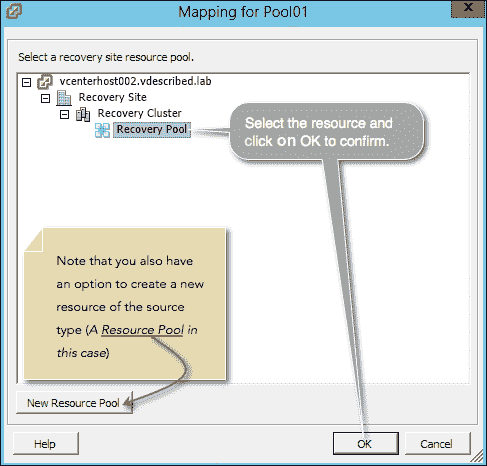 Mapping for Pool01
x
Select a recovery site resource pool.
vcenterhost002.vdescribed.lab
Recovery Site
Recovery Cluster
Recovery Pool
Select the resource and
click on OK to confirm.
Note that you also have
an option to create a new
resource of the source
type (A Resource Pool in
this case)
New Resource Pool
Help
OK
Cancel